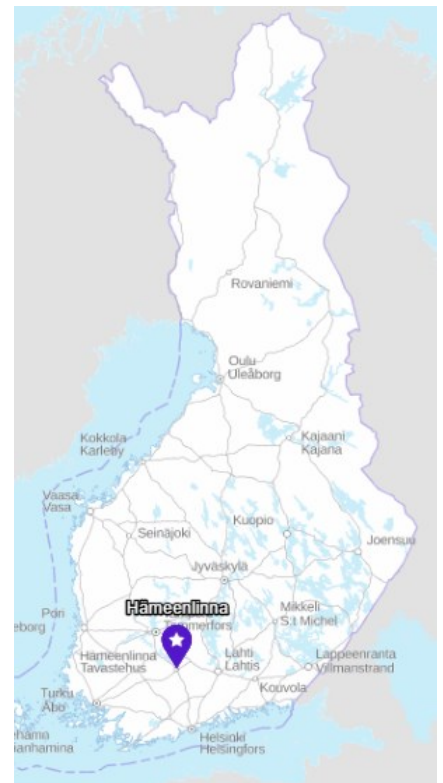 Rovaniemi
Oulu
Uleåborg
Kokkola
Karleby
Kajaani
Kajana
Vaasa
Vasa
Seinäjoki
Kuopio
Joensuu
Jyväskylä
Hämeenlinna
Mikkeli
S:t Michel
Pori
eborg
Tammerfors
Hämeenlinna
Tavastehus
Lahti
Lahtis
Lappeenranta
Villmanstrand
Kouvola
Turku
Åbo
Helsinki
Helsingfors